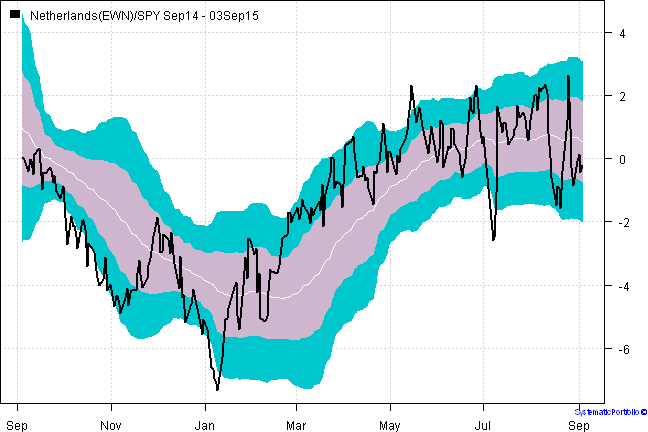 Netherlands(EWN)/SPY Sep14 - 03Sep15
4
2
0
-2
-4
-6
Sep Nov Jan Mar May Jul Sep
SystematicPortfolio ©